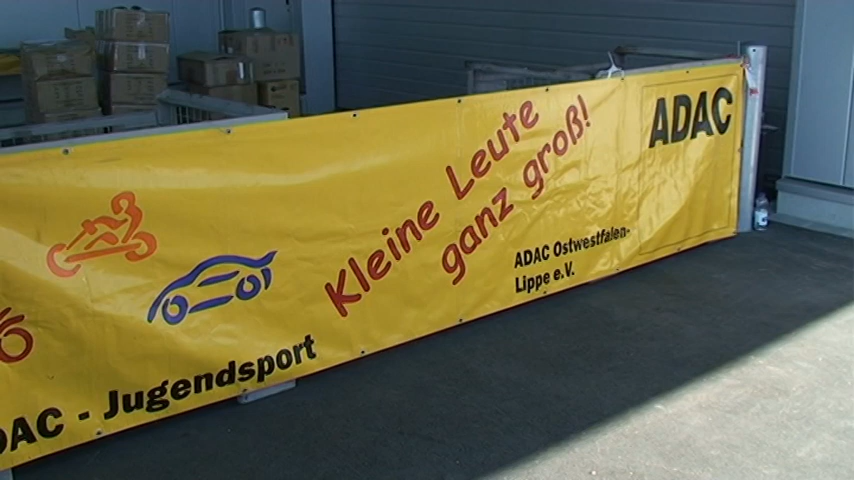 Kleine Leute
ganz groß!
ADAC
ADAC Ostwestfalen-
Lippe e.V.
DAC - Jugendsport